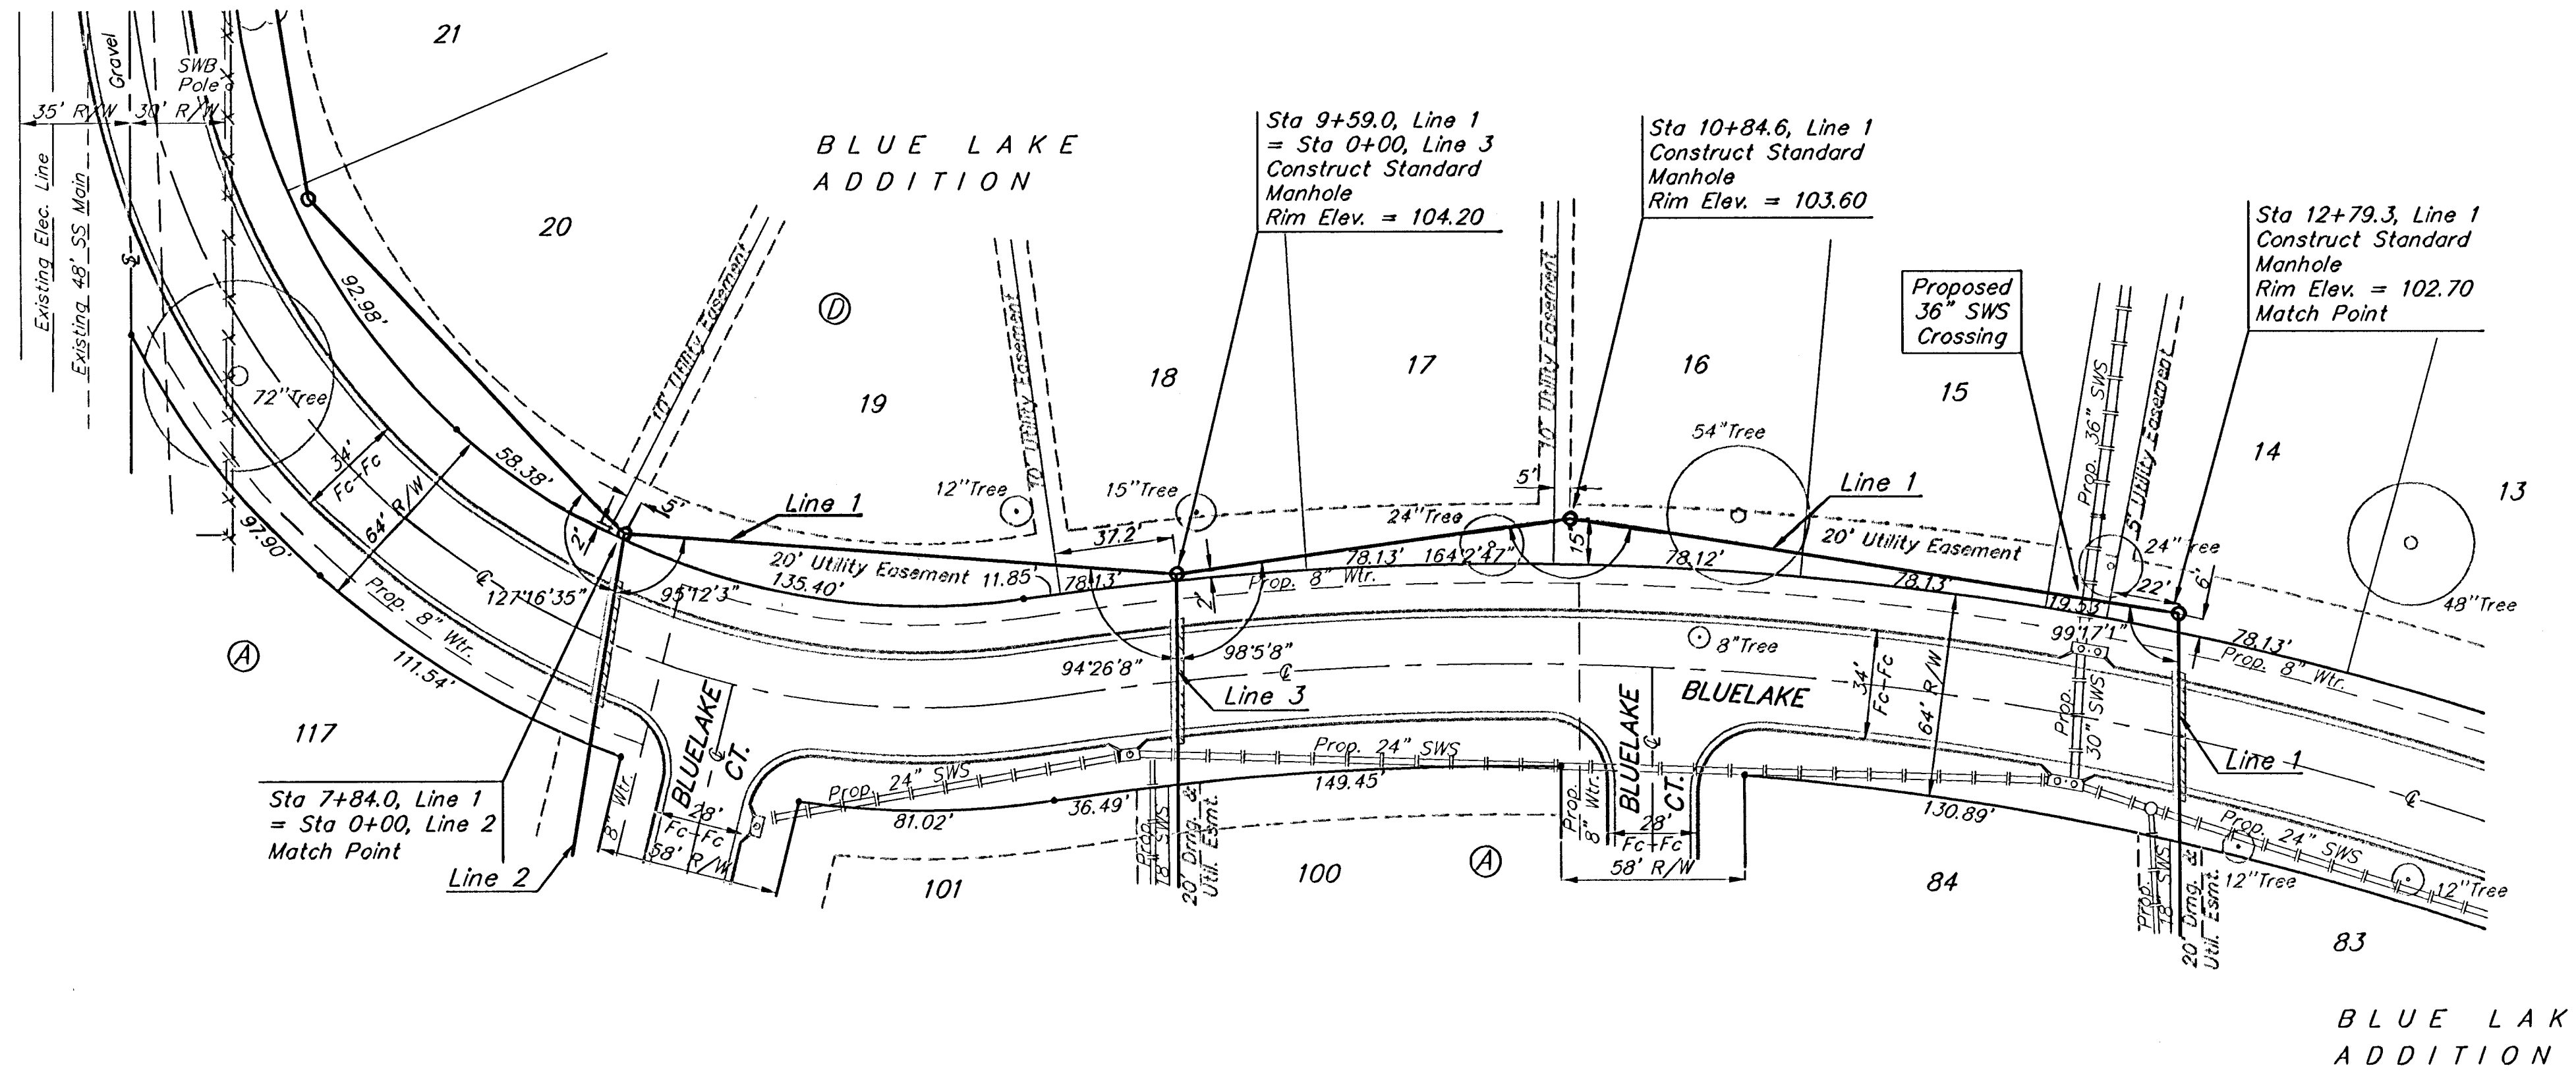 21
Gravel
SWB
Pole
35' R/W
30' R/W
Existing Elec. Line
Existing 48' SS Main
BLUE LAKE
ADDITION
20
D
92.98'
72"Tree
58.38'
34'
Fc-Fc
64' R/W
97.90'
Prop. 8" Wtr.
111.54'
A
117
10' Utility Easement
19
10' Utility Easement
18
17
10' Utility Easement
16
15
14
13
Sta 9+59.0, Line 1
= Sta 0+00, Line 3
Construct Standard
Manhole
Rim Elev. = 104.20
Sta 10+84.6, Line 1
Construct Standard
Manhole
Rim Elev. = 103.60
Sta 12+79.3, Line 1
Construct Standard
Manhole
Rim Elev. = 102.70
Match Point
Proposed
36" SWS
Crossing
Prop. 36" SWS
15' Utility Easement
5'
2'
Line 1
12"Tree
15"Tree
37.2'
20' Utility Easement
11.85'
78.13'
135.40'
127°16'35"
95°12'3"
2'
Prop. 8" Wtr.
24"Tree
78.13'
164°2'47"
5'
15'
54"Tree
78.12'
Line 1
20' Utility Easement
78.13'
19.53'
24"Tree
22'
6'
48"Tree
99°17'1"
78.13'
Prop. 8" Wtr.
94°26'8"
98°5'8"
Line 3
8"Tree
BLUELAKE
34'
Fc-Fc
64' R/W
Prop.
30" SWS
Line 1
BLUELAKE
CT.
28'
Fc-Fc
58' R/W
8" Wtr.
Prop. 24" SWS
81.02'
36.49'
Prop. 24" SWS
149.45'
Prop.
8" Wtr.
BLUELAKE
CT.
28'
Fc-Fc
58' R/W
130.89'
Prop. 24" SWS
12"Tree
12"Tree
Sta 7+84.0, Line 1
= Sta 0+00, Line 2
Match Point
Line 2
101
Prop.
18" SWS
20' Drng. &
Util. Esmt.
100
A
84
Prop.
18" SWS
20' Drng. &
Util. Esmt.
83
BLUE LAK
ADDITION